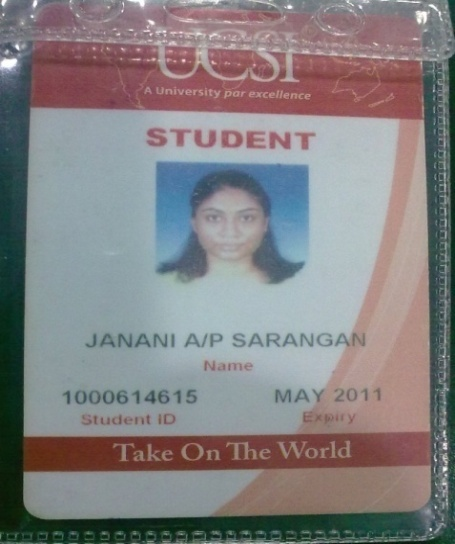 UCSI
A University par excellence
STUDENT
JANANI A/P SARANGAN
Name
1000614615 MAY 2011
Student ID Expiry
Take On The World